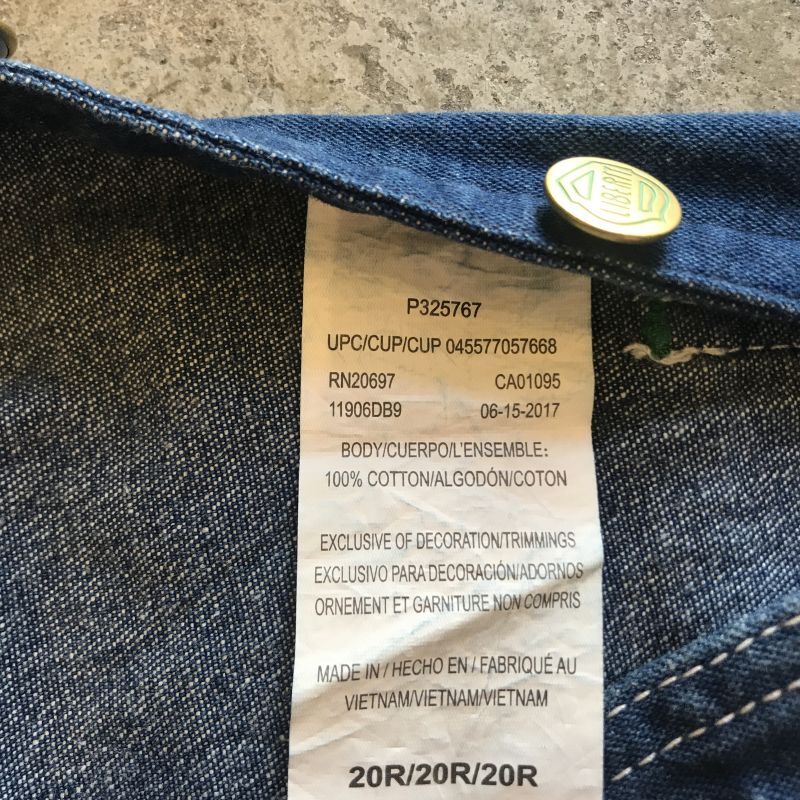 LIBERTY
P325767
UPC/CUP/CUP 045577057668
RN20697 CA01095
11906DB9 06-15-2017
BODY/CUERPO/L'ENSEMBLE:
100% COTTON/ALGODÓN/COTON
EXCLUSIVE OF DECORATION/TRIMMINGS
EXCLUSIVO PARA DECORACIÓN/ADORNOS
ORNEMENT ET GARNITURE NON COMPRIS
MADE IN / HECHO EN / FABRIQUÉ AU
VIETNAM/VIETNAM/VIETNAM
20R/20R/20R